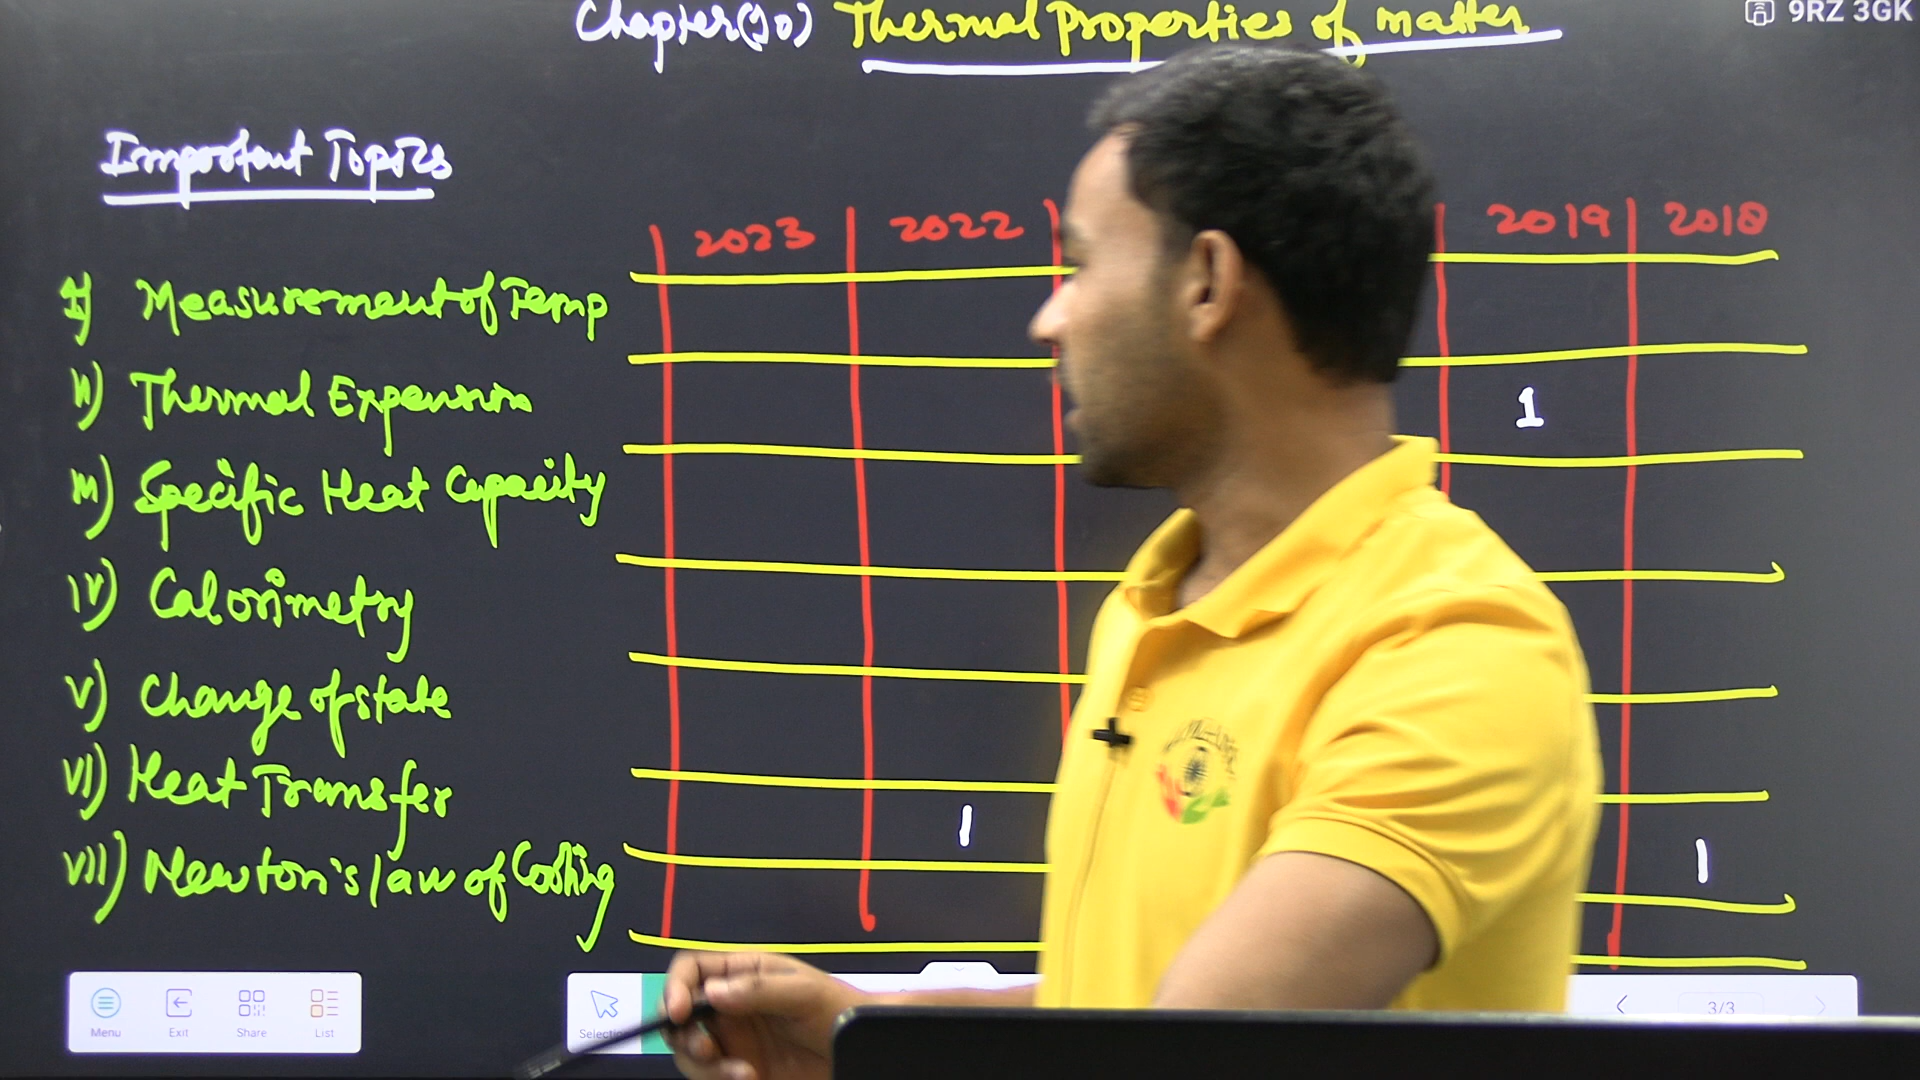 Chapter(10) Thermal Properties of matter
9RZ 3GK
Important Topics
2023 2022 2019 2018
I) Measurement of Temp
II) Thermal Expansion 1
III) Specific Heat Capacity
IV) Calorimetry
V) Change of state
VI) Heat Transfer 1 1
VII) Newton's law of Cooling
Menu Exit Share List
3/3